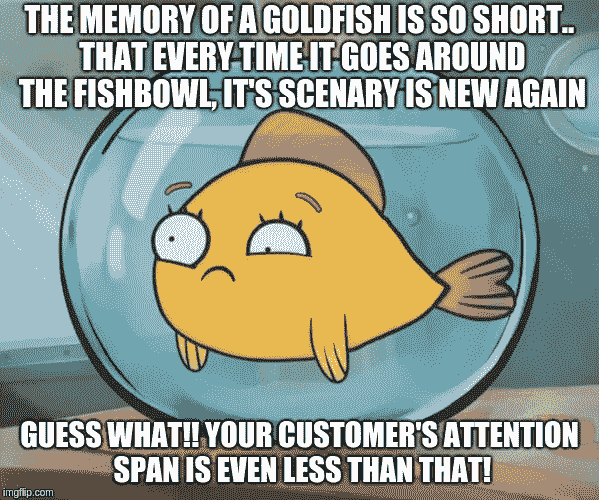 THE MEMORY OF A GOLDFISH IS SO SHORT..
THAT EVERY TIME IT GOES AROUND
THE FISHBOWL, IT'S SCENARY IS NEW AGAIN
GUESS WHAT!! YOUR CUSTOMER'S ATTENTION
SPAN IS EVEN LESS THAN THAT!
imgflip.com